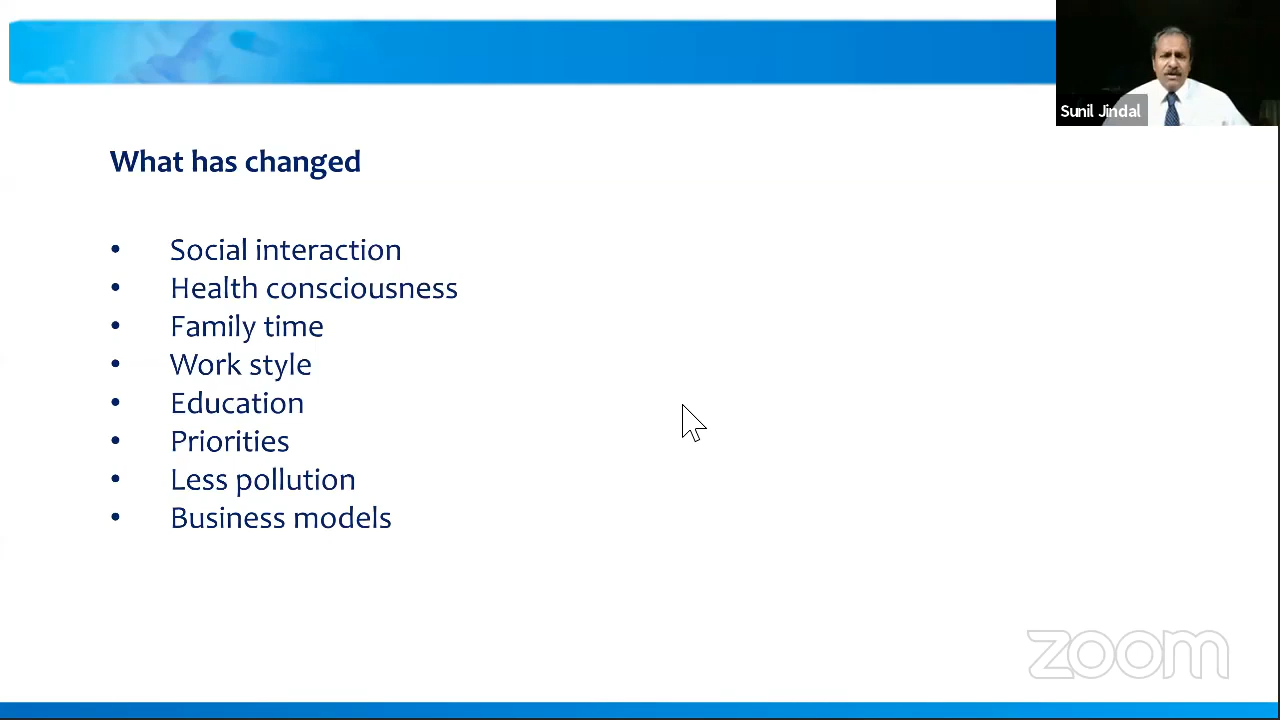 Sunil Jindal
What has changed
• Social interaction
• Health consciousness
• Family time
• Work style
• Education
• Priorities
• Less pollution
• Business models
zoom